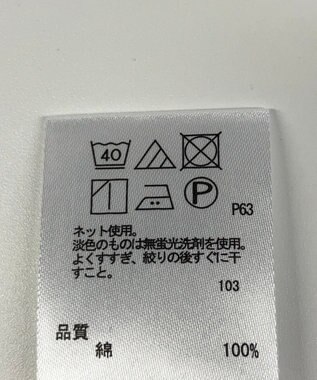 40
P
P63
ネット使用。
淡色のものは無蛍光洗剤を使用。
よくすすぎ、絞りの後すぐに干
すこと。
103
品質
綿 100%